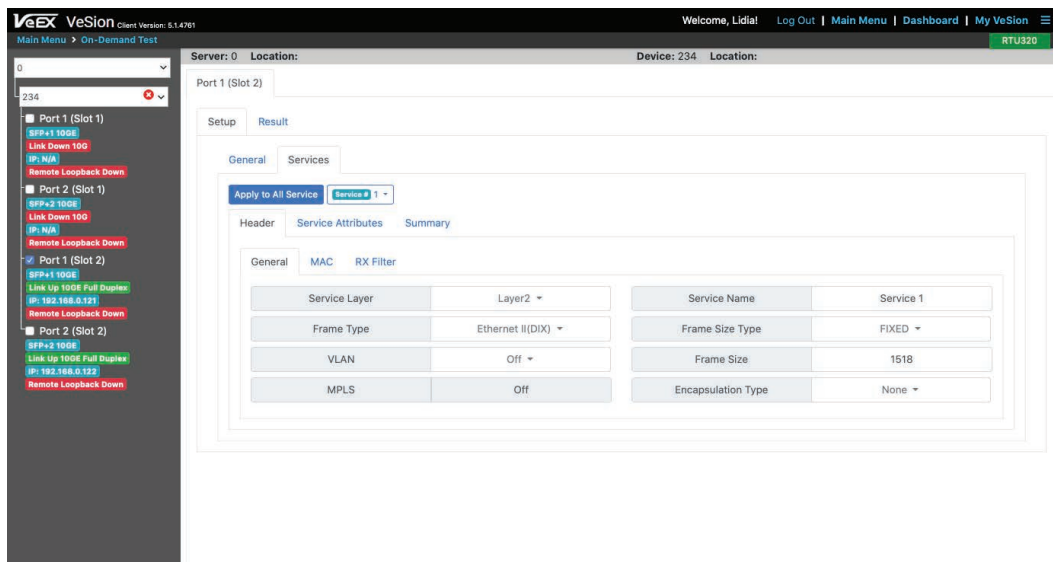 VeEX VeSion Client Version: 5.1.4761
Welcome, Lidia! Log Out | Main Menu | Dashboard | My VeSion
Main Menu > On-Demand Test
RTU320
Server: 0 Location:
Device: 234 Location:
0
234
Port 1 (Slot 1)
SFP+1 10GE
Link Down 10G
IP: N/A
Remote Loopback Down
Port 2 (Slot 1)
SFP+2 10GE
Link Down 10G
IP: N/A
Remote Loopback Down
Port 1 (Slot 2)
SFP+1 10GE
Link Up 10GE Full Duplex
IP: 192.168.0.121
Remote Loopback Down
Port 2 (Slot 2)
SFP+2 10GE
Link Up 10GE Full Duplex
IP: 192.168.0.122
Remote Loopback Down
Port 1 (Slot 2)
Setup Result
General Services
Apply to All Service Service # 1
Header Service Attributes Summary
General MAC RX Filter
Service Layer Layer2 Service Name Service 1
Frame Type Ethernet II(DIX) Frame Size Type FIXED
VLAN Off Frame Size 1518
MPLS Off Encapsulation Type None